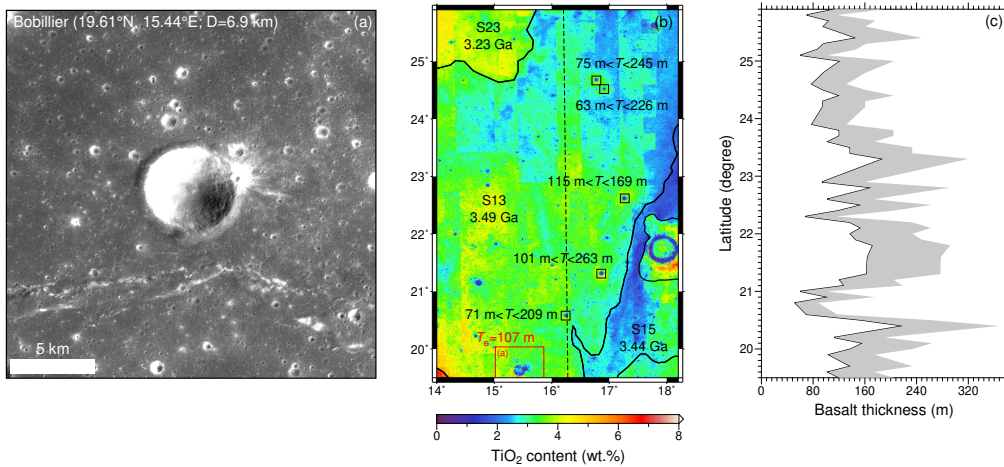 Bobillier (19.61°N, 15.44°E; D=6.9 km) (a)
5 km
(b)
S23
3.23 Ga
75 m<T<245 m
63 m<T<226 m
115 m<T<169 m
S13
3.49 Ga
101 m<T<263 m
71 m<T<209 m
Te=107 m
(a)
S15
3.44 Ga
25˚
24˚
23˚
22˚
21˚
20˚
14˚ 15˚ 16˚ 17˚ 18˚
0 2 4 6 8
TiO2 content (wt.%)
(c)
Latitude (degree)
25
24
23
22
21
20
0 80 160 240 320
Basalt thickness (m)